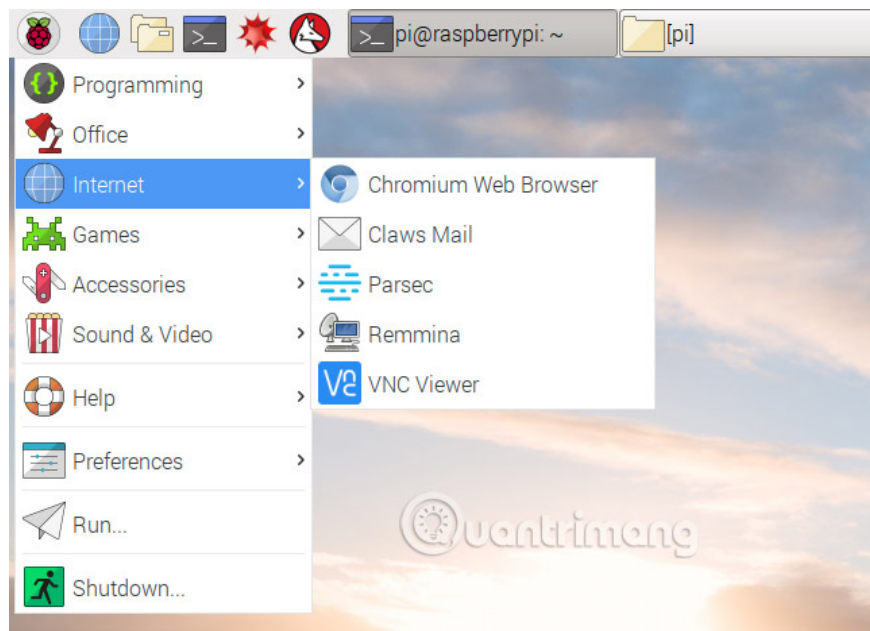 pi@raspberrypi: ~
[pi]
Programming
Office
Internet
Games
Accessories
Sound & Video
Help
Preferences
Run...
Shutdown...
Chromium Web Browser
Claws Mail
Parsec
Remmina
VNC Viewer
Quantrimang